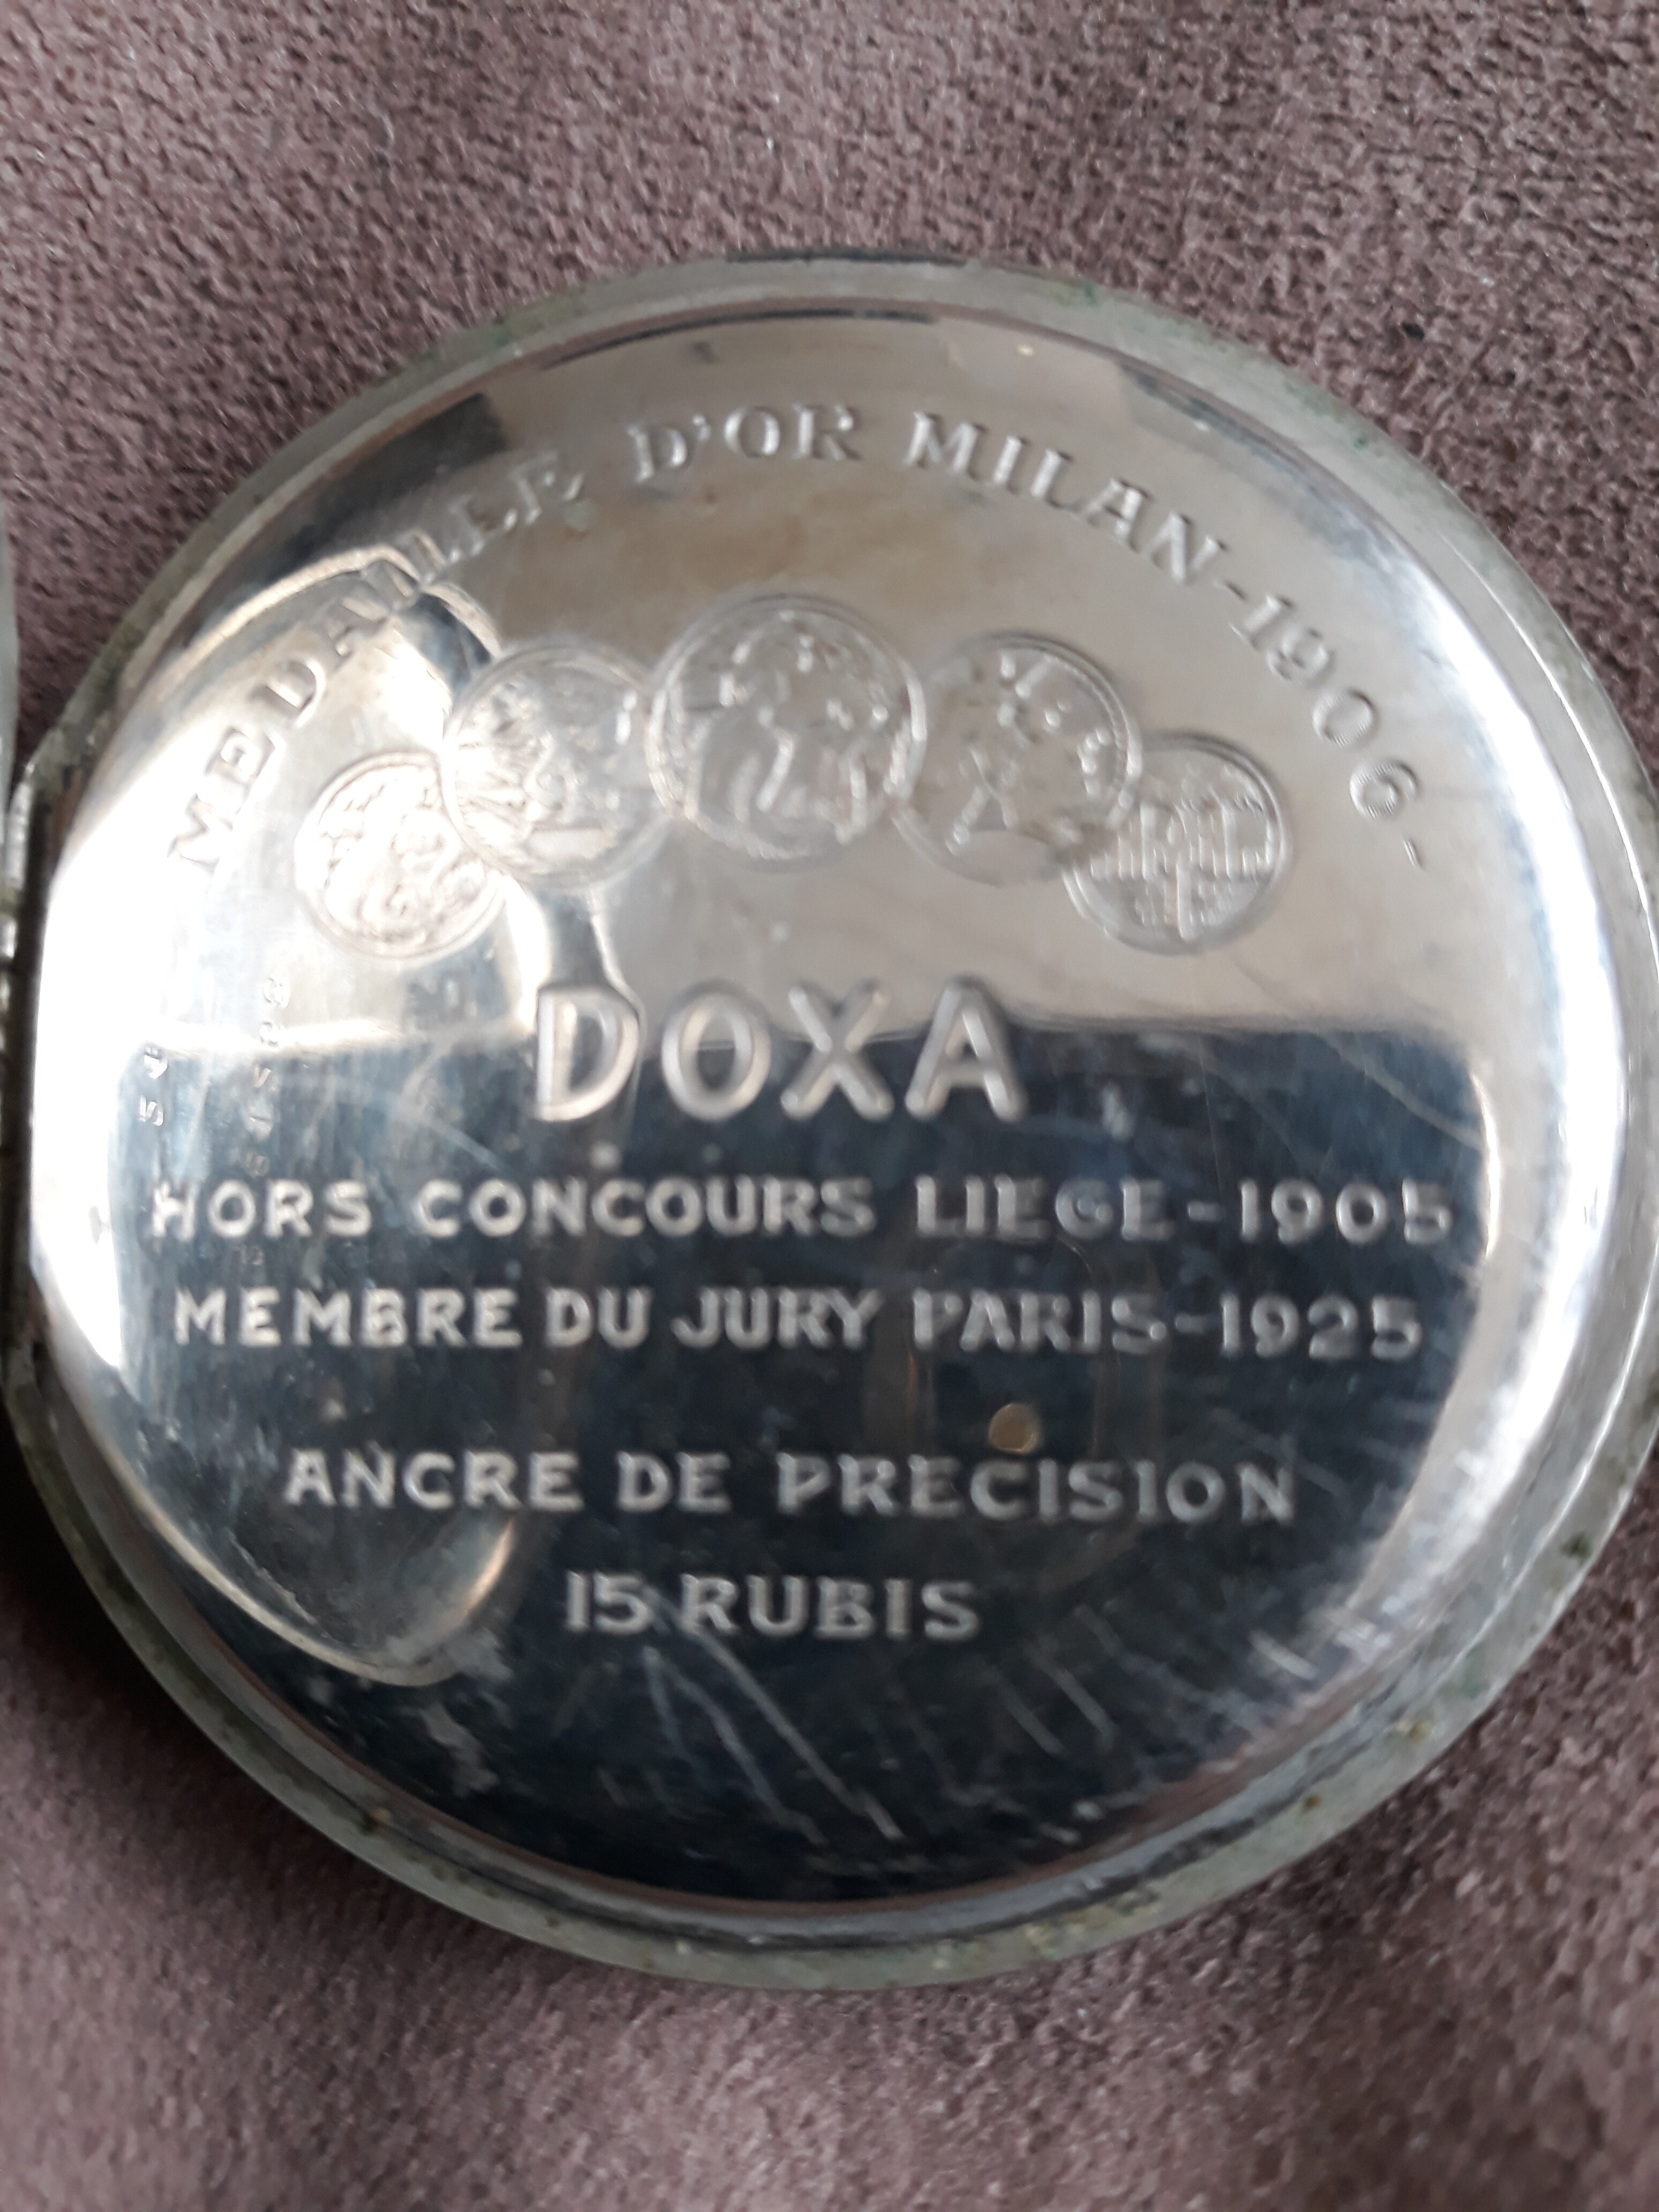 MEDAILLE D'OR MILAN-1906-
DOXA
HORS CONCOURS LIEGE-1905
MEMBRE DU JURY PARIS-1925
ANCRE DE PRECISION
15 RUBIS